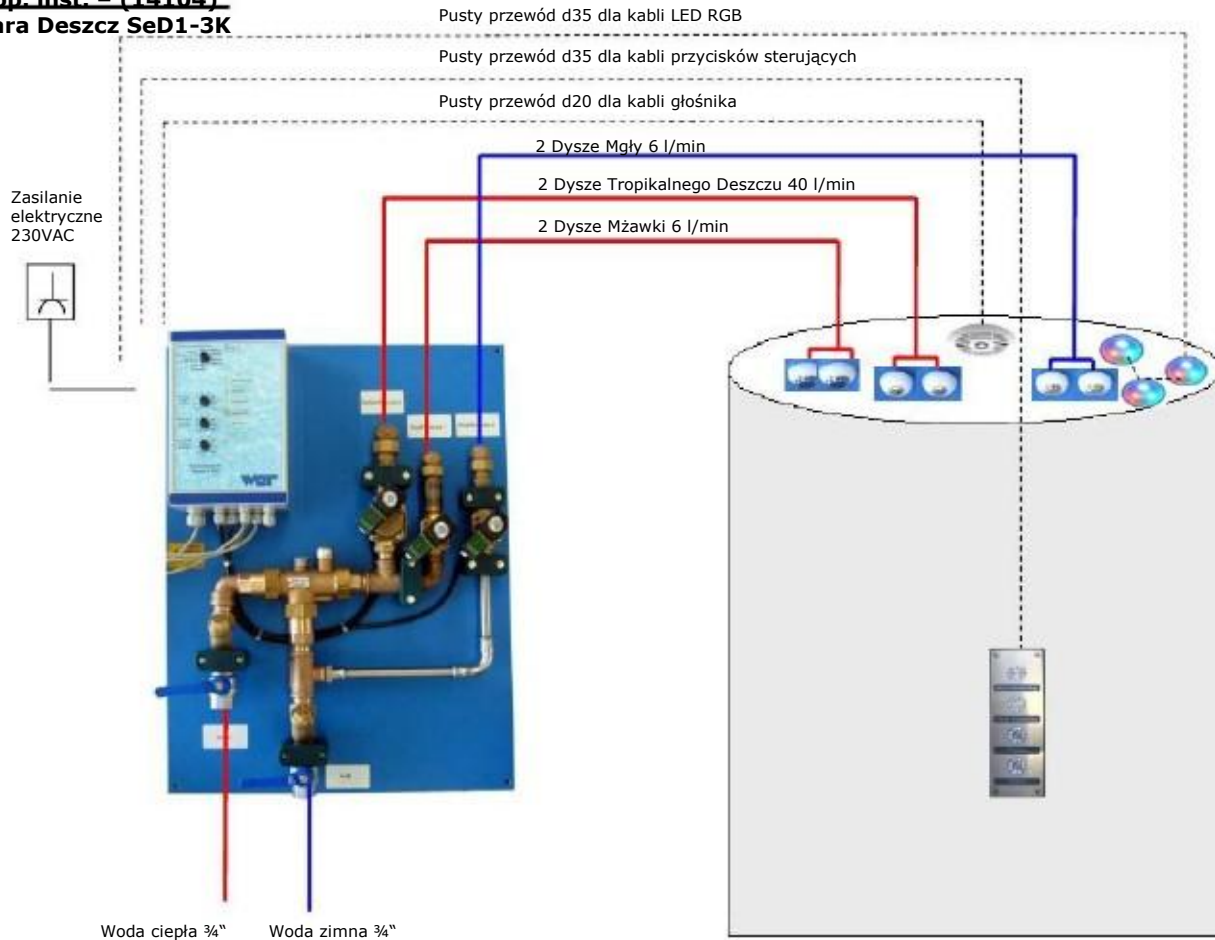 inst. – (14104)
Deszcz SeD1-3K
Pusty przewód d35 dla kabli LED RGB
Pusty przewód d35 dla kabli przycisków sterujących
Pusty przewód d20 dla kabli głośnika
2 Dysze Mgły 6 l/min
2 Dysze Tropikalnego Deszczu 40 l/min
2 Dysze Mżawki 6 l/min
Zasilanie
elektryczne
230VAC
Woda ciepła ¾“ Woda zimna ¾“